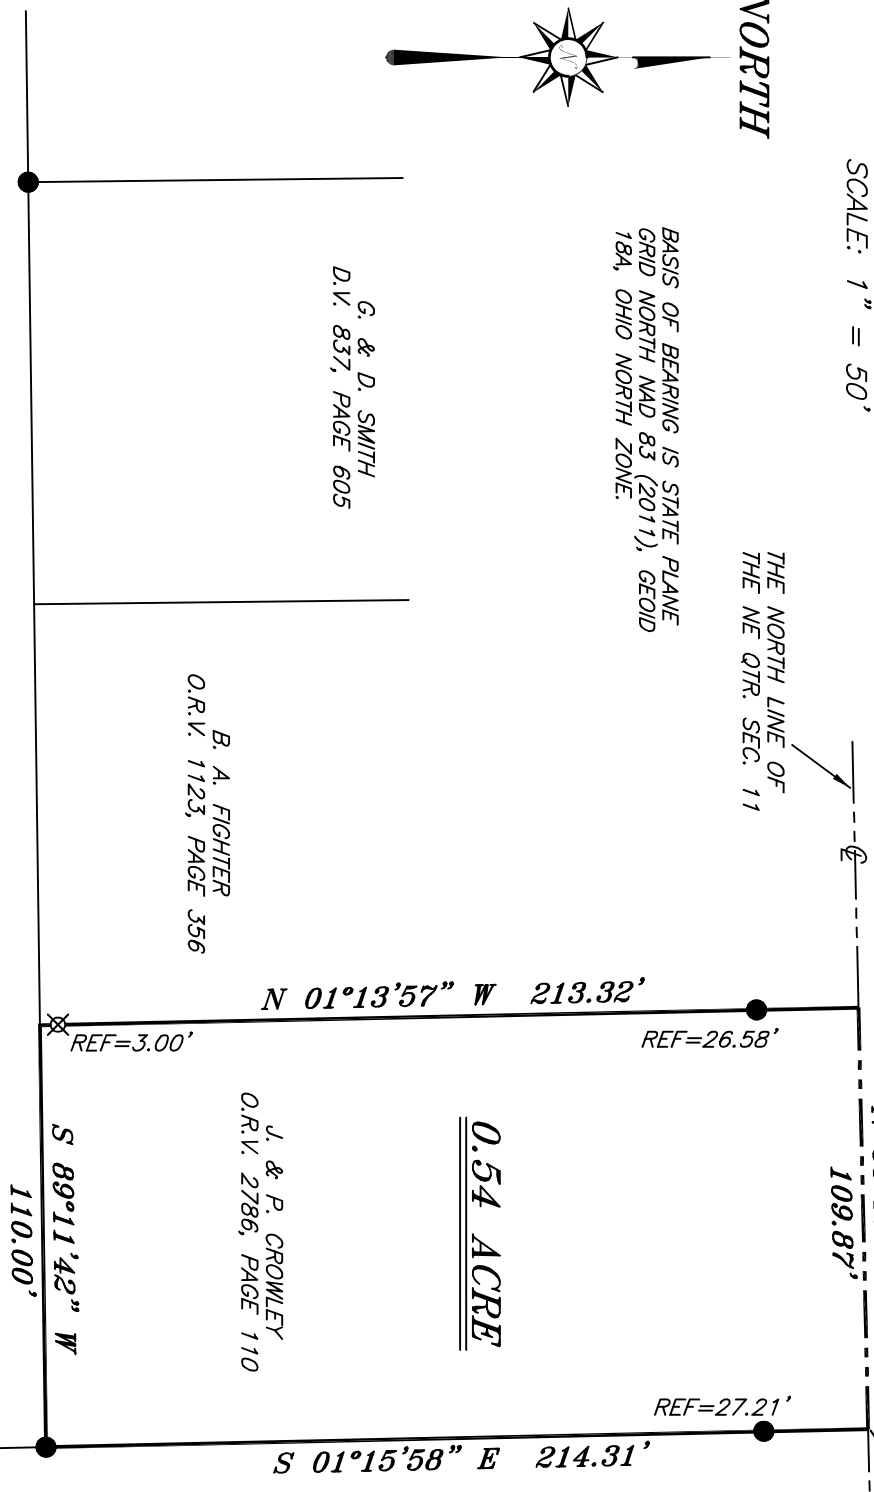 NORTH
SCALE: 1" = 50'
BASIS OF BEARING IS STATE PLANE
GRID NORTH NAD 83 (2011), GEOID
18A, OHIO NORTH ZONE.
THE NORTH LINE OF
THE NE QTR. SEC. 11
G. & D. SMITH
D.V. 837, PAGE 605
B. A. FIGHTER
O.R.V. 1123, PAGE 356
N 01°13'57" W 213.32'
REF=3.00'
REF=26.58'
109.87'
0.54 ACRE
J. & P. CROWLEY
O.R.V. 2786, PAGE 110
S 89°11'42" W
110.00'
REF=27.21'
S 01°15'58" E 214.31'
N